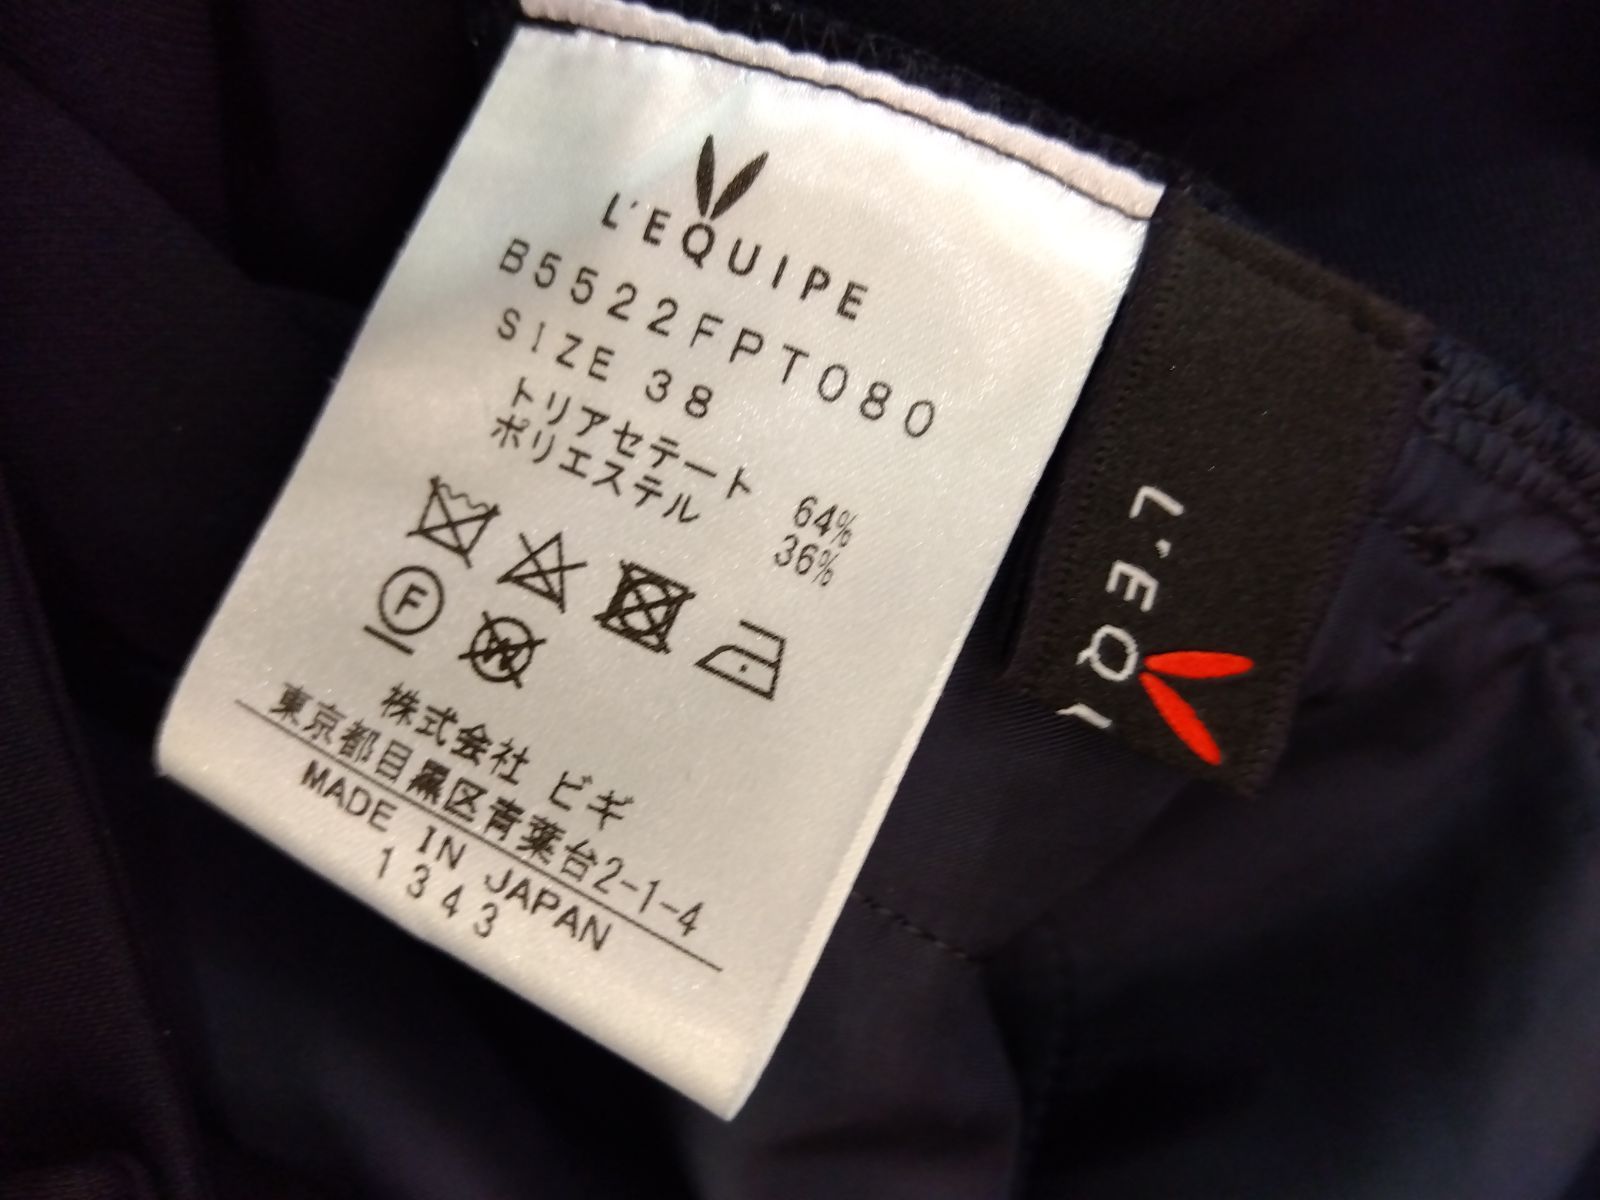 L'EQUIPE
B5522FPT080
SIZE 38
トリアセテート 64%
ポリエステル 36%
F
W
株式会社 ビギ
東京都目黒区青葉台2-1-4
MADE IN JAPAN
1343
L'EQ